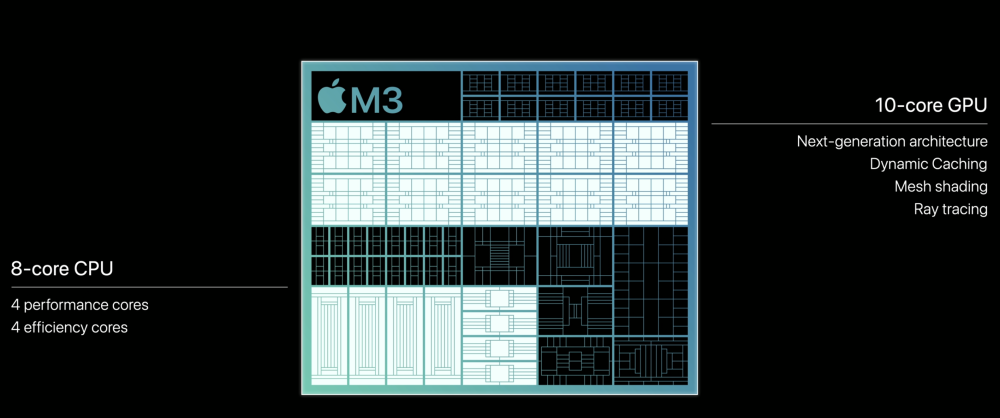 M3
10-core GPU
Next-generation architecture
Dynamic Caching
Mesh shading
Ray tracing
8-core CPU
4 performance cores
4 efficiency cores